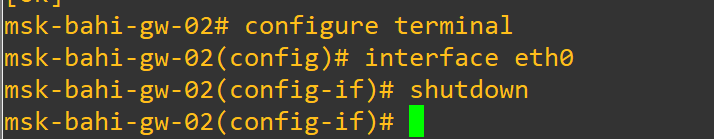 msk-bahi-gw-02# configure terminal
msk-bahi-gw-02(config)# interface eth0
msk-bahi-gw-02(config-if)# shutdown
msk-bahi-gw-02(config-if)#